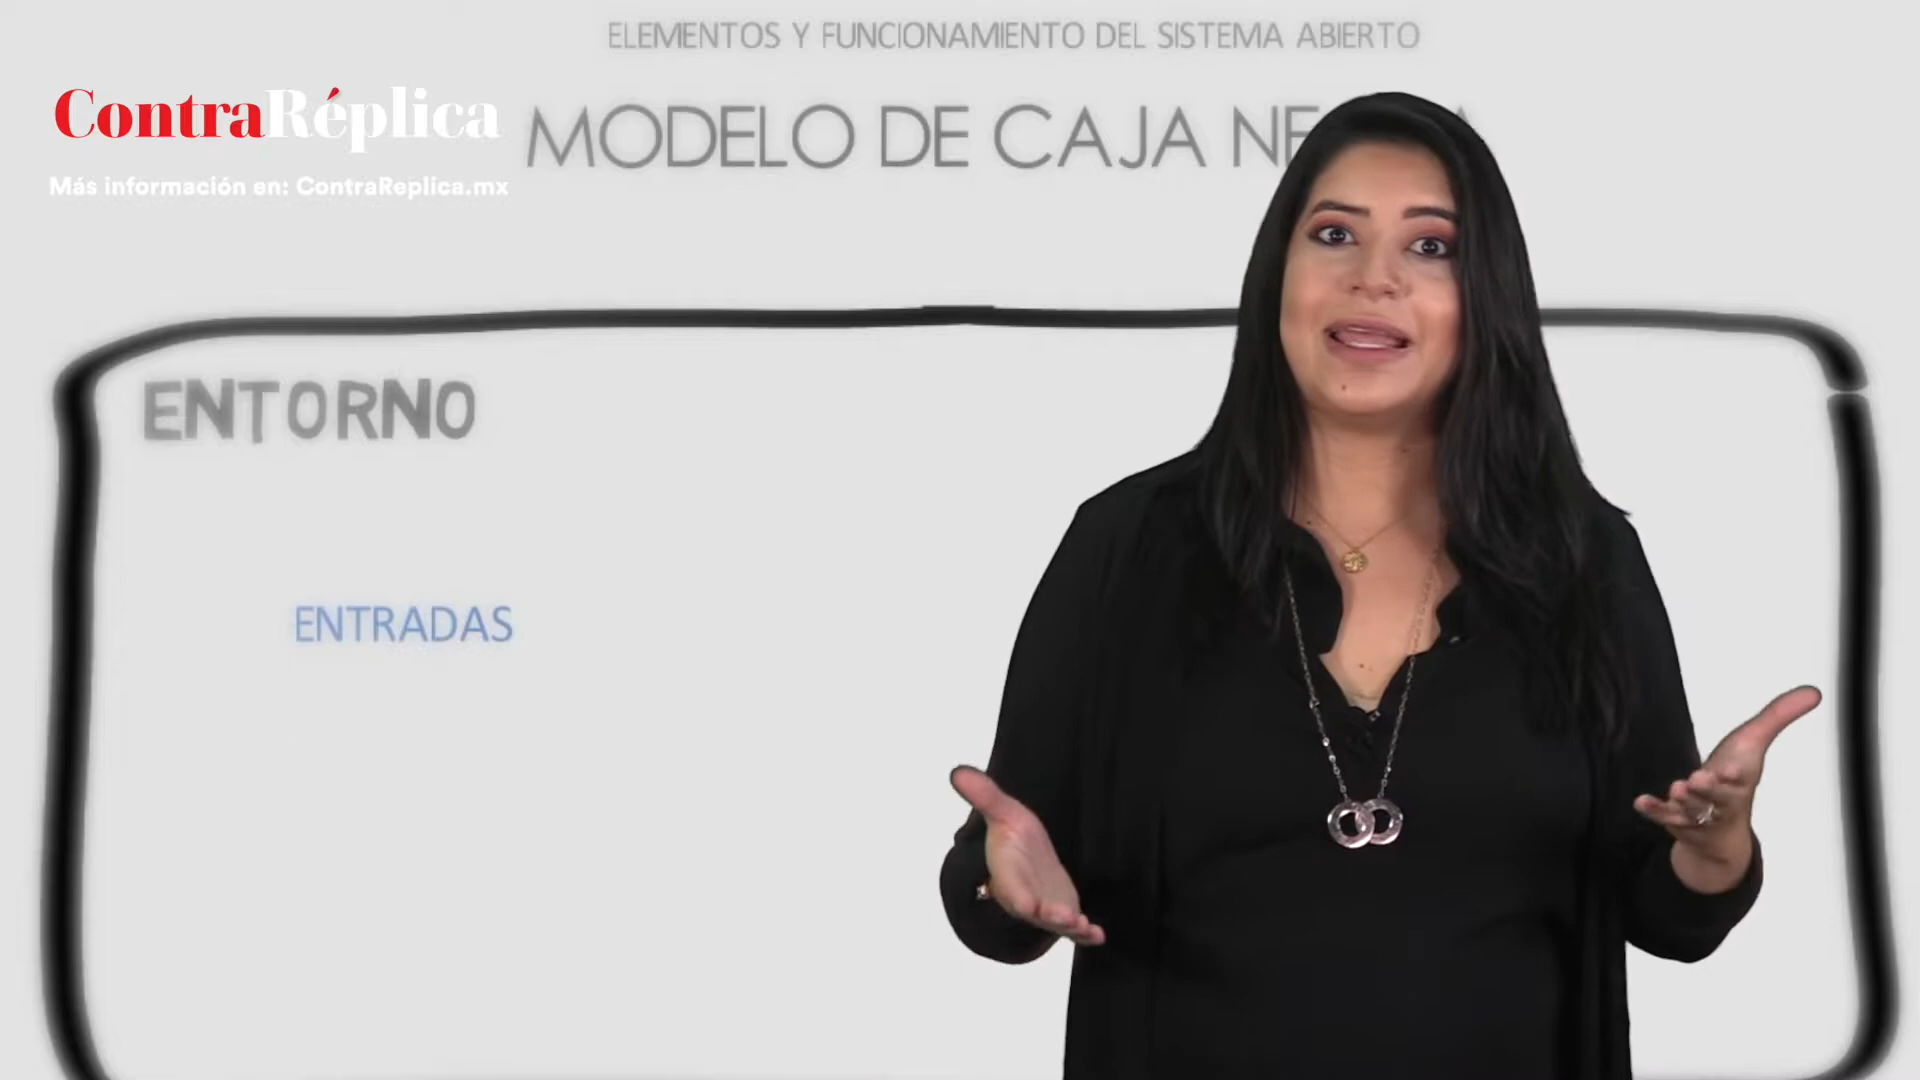 ELEMENTOS Y FUNCIONAMIENTO DEL SISTEMA ABIERTO
ContraRéplica
MODELO DE CAJA
Más información en: ContraReplica.mx
ENTORNO
ENTRADAS